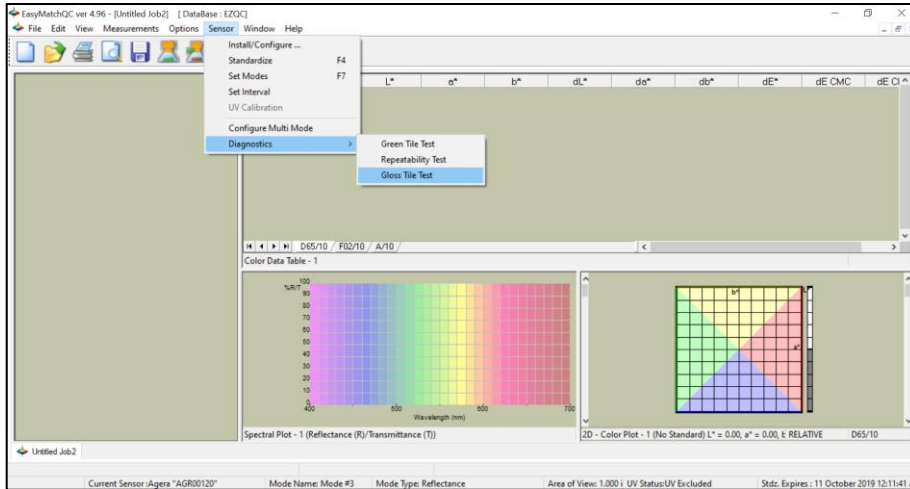 EasyMatchQC ver 4.96 - [Untitled Job2] [ DataBase : EZQC]
File Edit View Measurements Options Sensor Window Help
Install/Configure ...
Standardize F4
Set Modes F7
Set Interval
UV Calibration
Configure Multi Mode
Diagnostics
Green Tile Test
Repeatability Test
Gloss Tile Test
L* a* b* dL* da* db* dE* dE CMC
D65/10 F02/10 A/10
Color Data Table - 1
%R/T
100
90
80
70
60
50
40
30
20
10
0
400 500 600 700
Wavelength (nm)
b*
a*
Spectral Plot - 1 (Reflectance (R)/Transmittance (T))
2D - Color Plot - 1 (No Standard) L* = 0.00, a* = 0.00, RELATIVE D65/10
Untitled Job2
Current Sensor :Agera "AGR00120" Mode Name: Mode #3 Mode Type: Reflectance Area of View: 1.000 i UV Status:UV Excluded Stdz. Expires : 11 October 2019 12:11:41